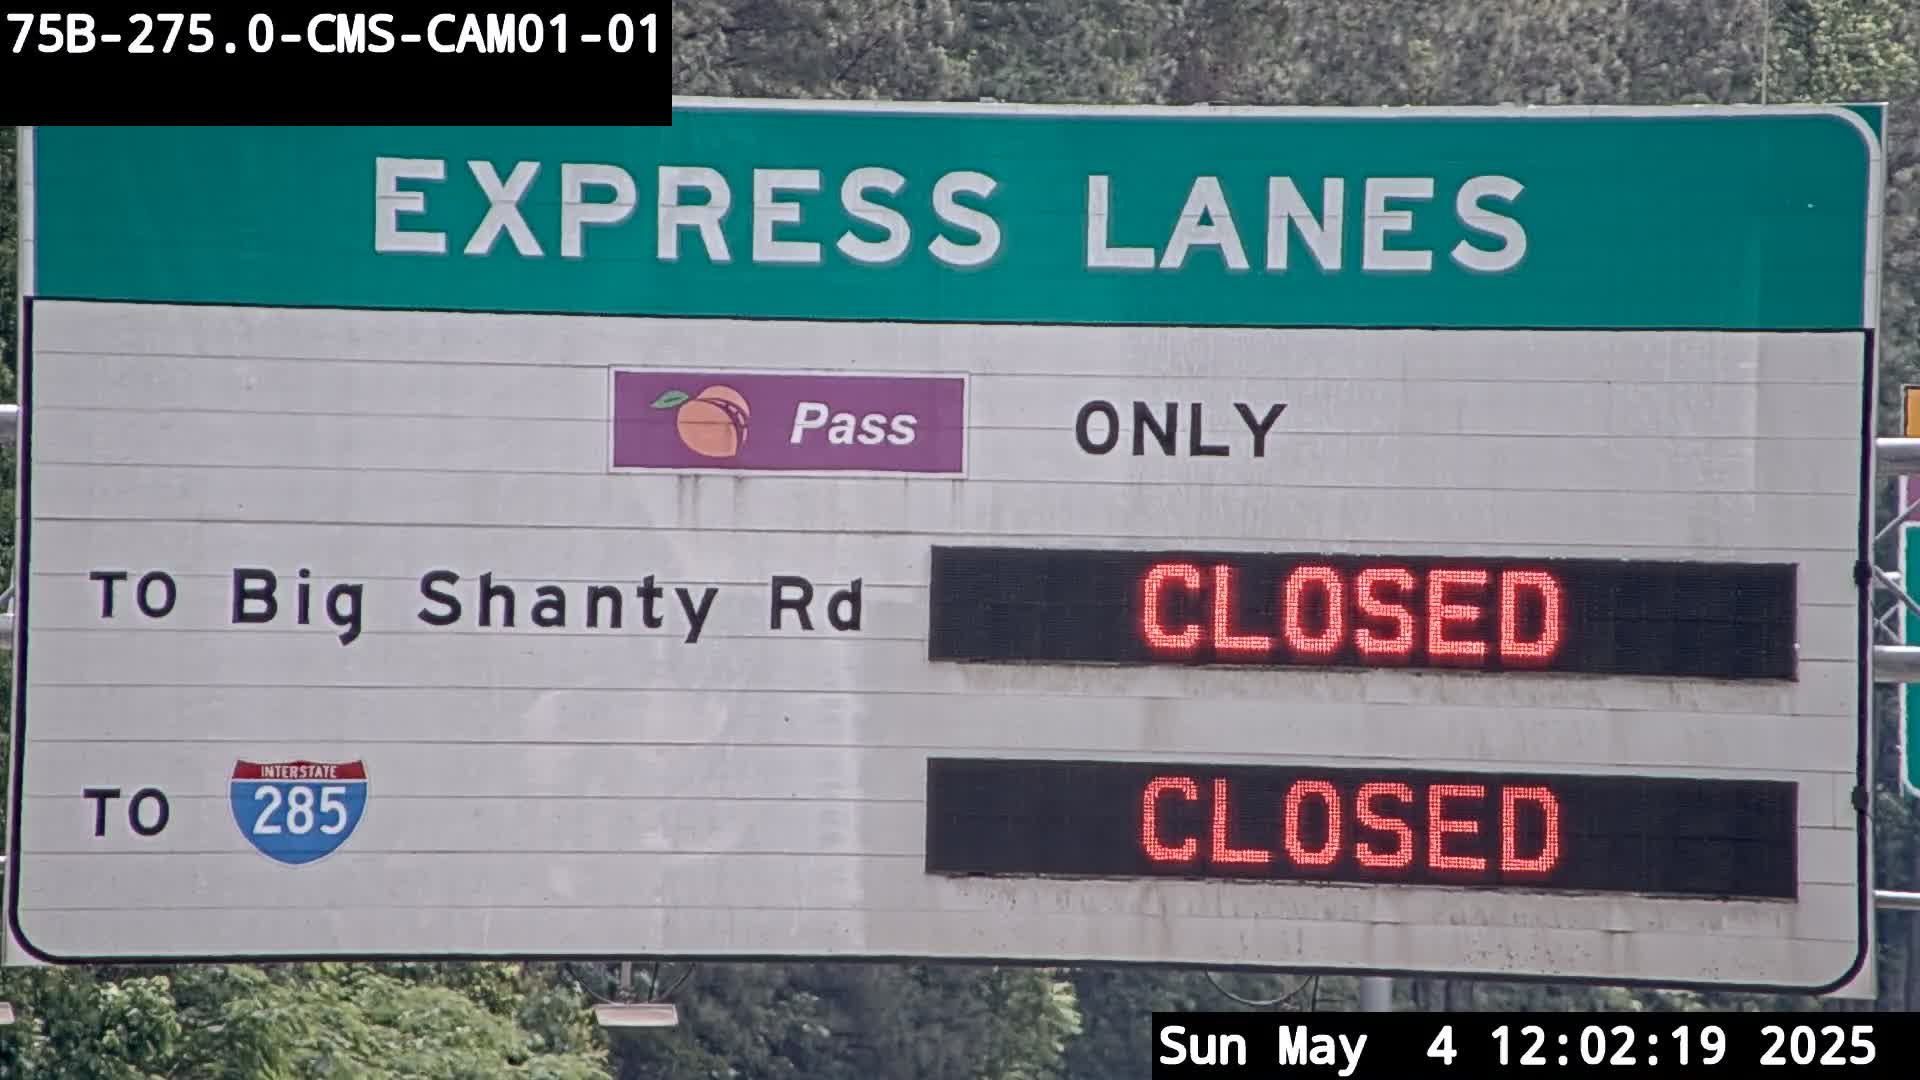 75B-275.0-CMS-CAM01-01
EXPRESS LANES
Pass ONLY
TO Big Shanty Rd CLOSED
INTERSTATE
TO 285 CLOSED
Sun May 4 12:02:19 2025